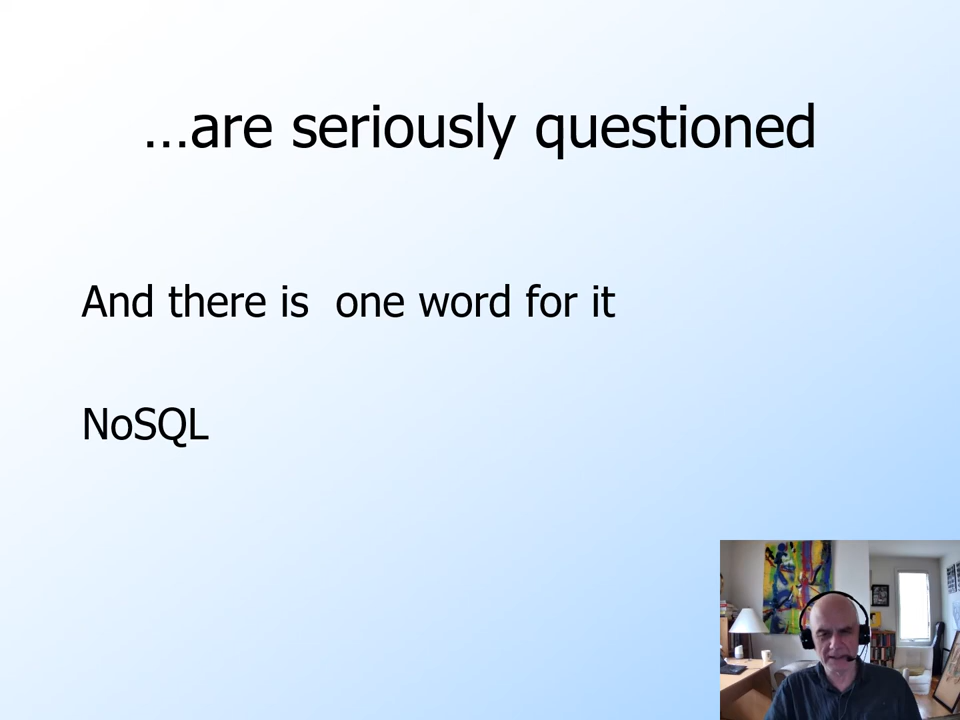 …are seriously questioned
And there is  one word for it
NoSQL